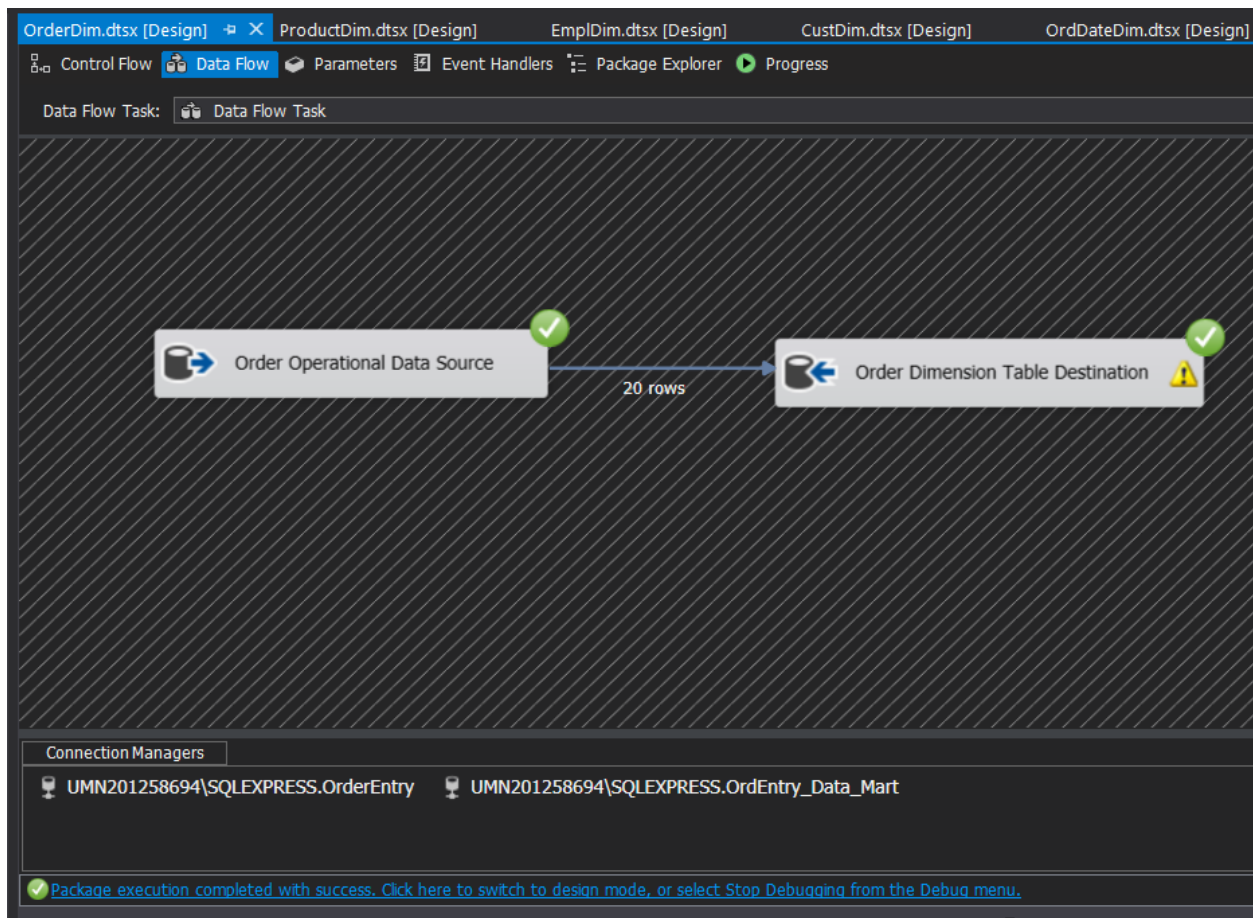 OrderDim.dtsx [Design] ProductDim.dtsx [Design] EmplDim.dtsx [Design] CustDim.dtsx [Design] OrdDateDim.dtsx [Design]
Control Flow Data Flow Parameters Event Handlers Package Explorer Progress
Data Flow Task: Data Flow Task
Order Operational Data Source
20 rows
Order Dimension Table Destination
Connection Managers
UMN201258694\SQLEXPRESS.OrderEntry UMN201258694\SQLEXPRESS.OrdEntry_Data_Mart
Package execution completed with success. Click here to switch to design mode, or select Stop Debugging from the Debug menu.